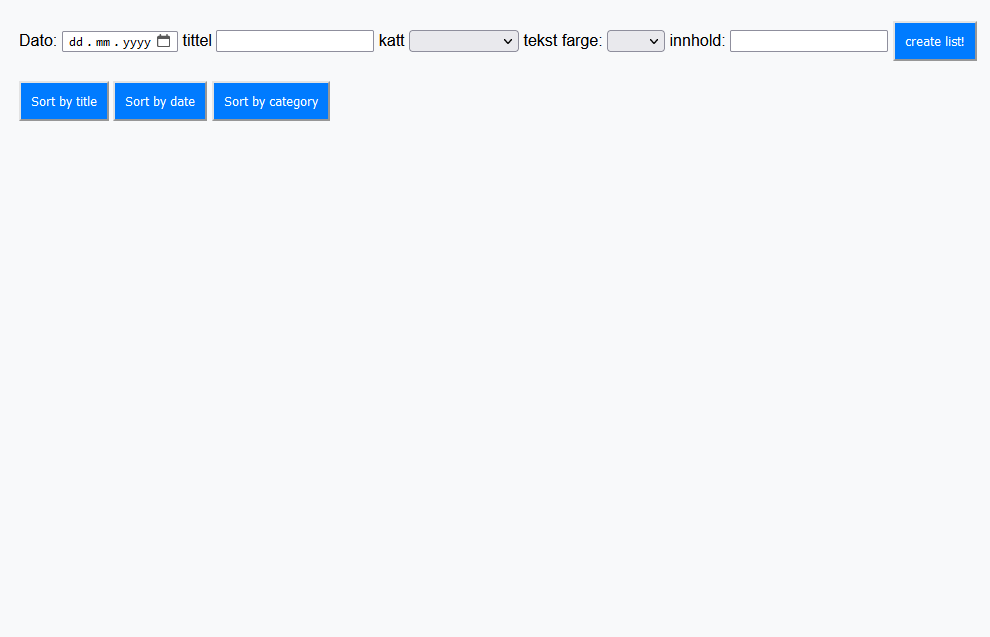 Dato: dd.mm.yyyy tittel katt tekst farge: innhold: create list!
Sort by title Sort by date Sort by category